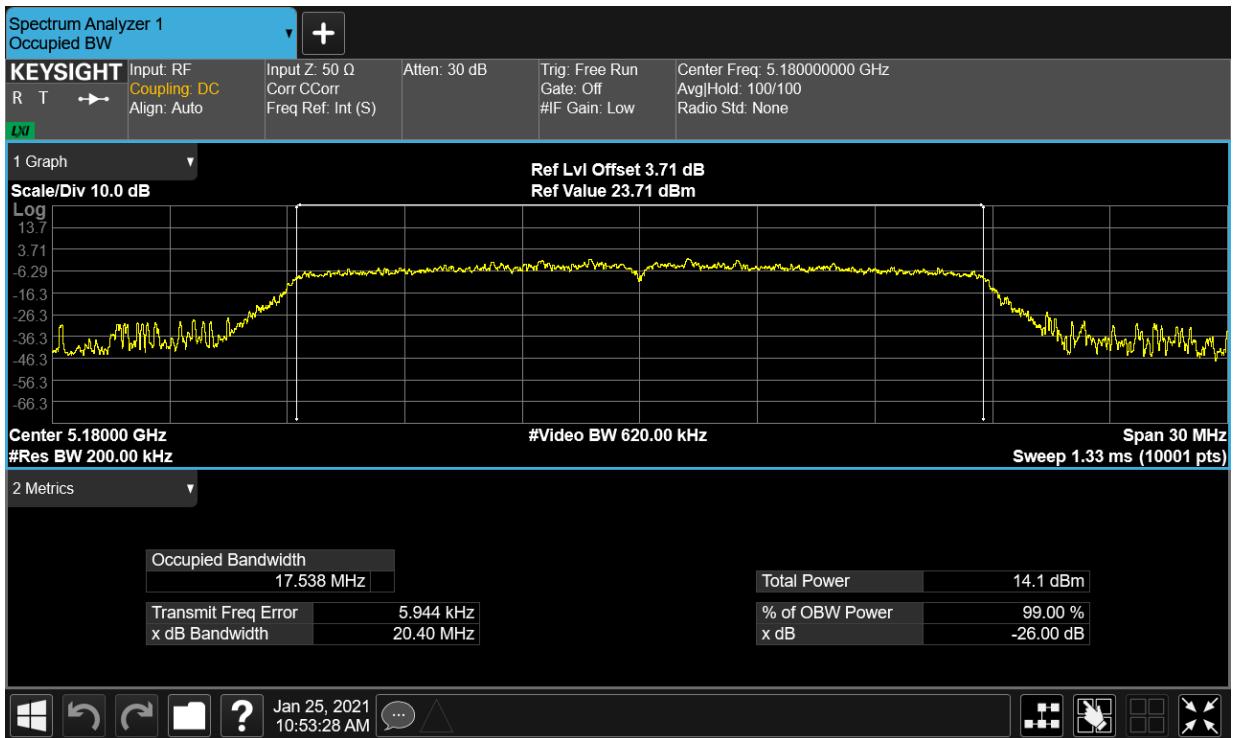 Spectrum Analyzer 1
Occupied BW
▼
+
KEYSIGHT
R T
LXI
Input: RF
Coupling: DC
Align: Auto
Input Z: 50 Ω
Corr CCorr
Freq Ref: Int (S)
Atten: 30 dB
Trig: Free Run
Gate: Off
#IF Gain: Low
Center Freq: 5.180000000 GHz
Avg|Hold: 100/100
Radio Std: None
1 Graph ▼
Ref Lvl Offset 3.71 dB
Scale/Div 10.0 dB
Ref Value 23.71 dBm
Log
13.7
3.71
-6.29
-16.3
-26.3
-36.3
-46.3
-56.3
-66.3
Center 5.18000 GHz
#Video BW 620.00 kHz
Span 30 MHz
#Res BW 200.00 kHz
Sweep 1.33 ms (10001 pts)
2 Metrics ▼
Occupied Bandwidth
17.538 MHz
Total Power 14.1 dBm
Transmit Freq Error 5.944 kHz
% of OBW Power 99.00 %
x dB Bandwidth 20.40 MHz
x dB -26.00 dB
?
Jan 25, 2021
10:53:28 AM